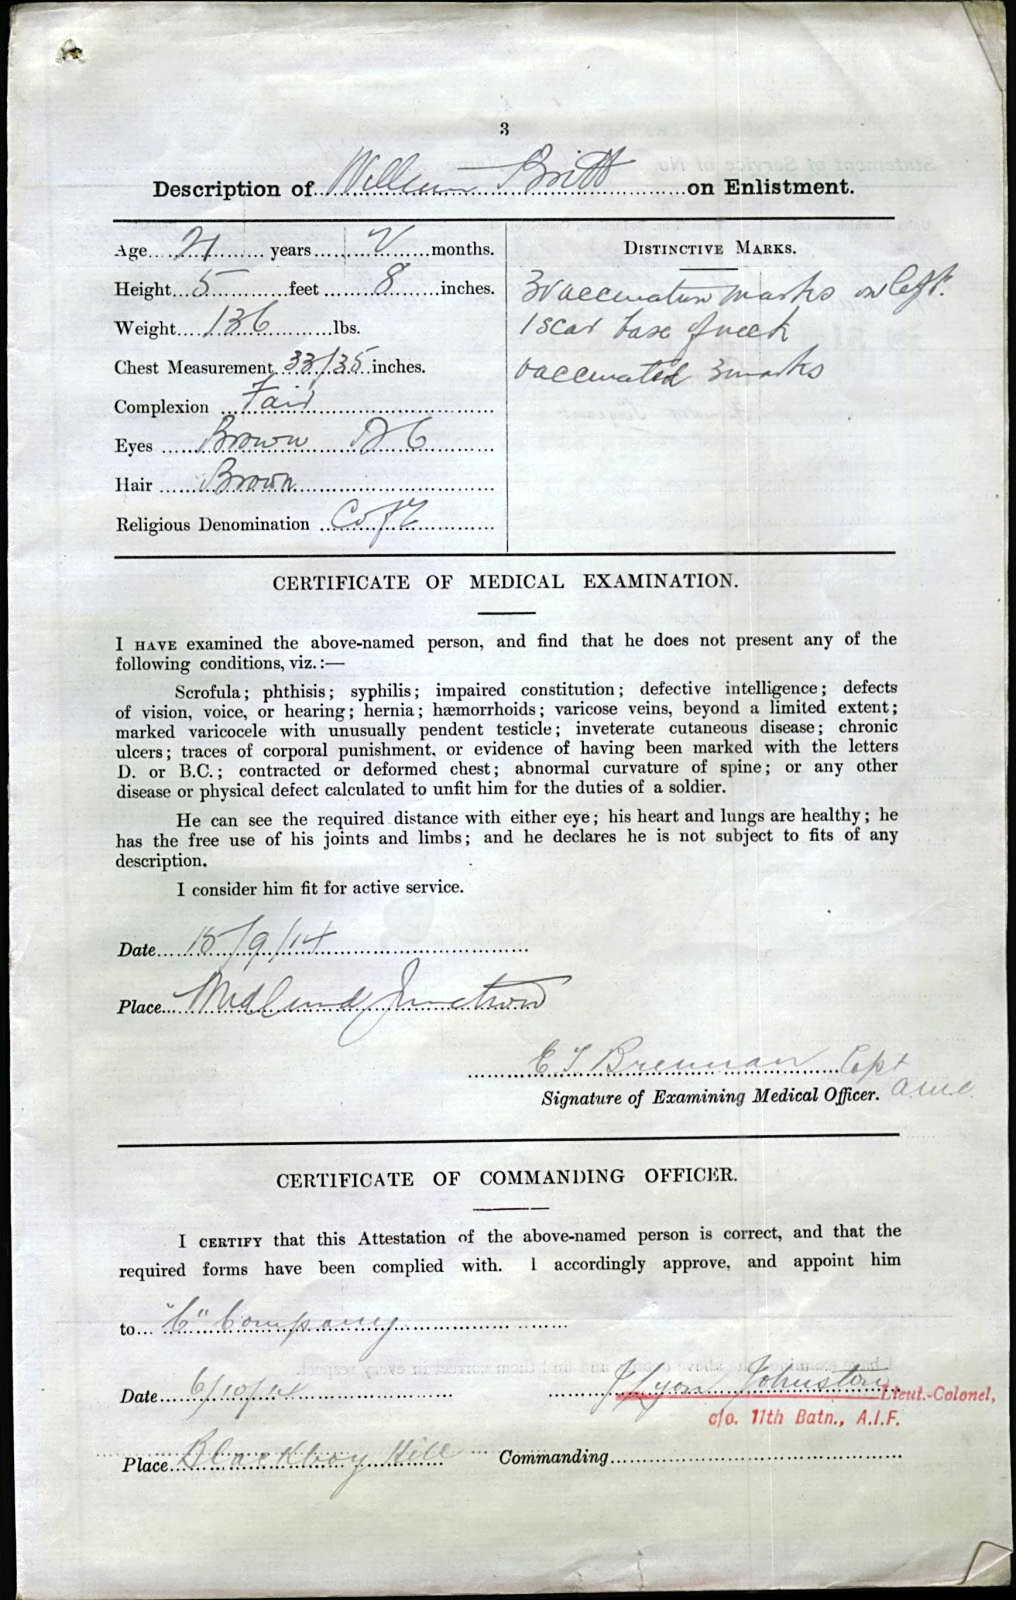 3
Description of William Britt on Enlistment.
Age 21 years 2 months.
Height 5 feet 8 inches.
Weight 136 lbs.
Chest Measurement 33/35 inches.
Complexion Fair
Eyes Brown D6
Hair Brown
Religious Denomination C of E
DISTINCTIVE MARKS.
3 vaccination marks on left.
1 scar base of neck
vaccinated 3 marks
CERTIFICATE OF MEDICAL EXAMINATION.
I HAVE examined the above-named person, and find that he does not present any of the
following conditions, viz.:—
Scrofula; phthisis; syphilis; impaired constitution; defective intelligence; defects
of vision, voice, or hearing; hernia; hæmorrhoids; varicose veins, beyond a limited extent;
marked varicocele with unusually pendent testicle; inveterate cutaneous disease; chronic
ulcers; traces of corporal punishment, or evidence of having been marked with the letters
D. or B.C.; contracted or deformed chest; abnormal curvature of spine; or any other
disease or physical defect calculated to unfit him for the duties of a soldier.
He can see the required distance with either eye; his heart and lungs are healthy; he
has the free use of his joints and limbs; and he declares he is not subject to fits of any
description.
I consider him fit for active service.
Date 15/9/14
Place Midland Junction
E T Brennan Capt
Signature of Examining Medical Officer. A.M.C.
CERTIFICATE OF COMMANDING OFFICER.
I CERTIFY that this Attestation of the above-named person is correct, and that the
required forms have been complied with. I accordingly approve, and appoint him
to "C" Company
Date 6/10/14
J Lyon Johnston Lieut.-Colonel,
c/o. 11th Batn., A.I.F.
Place Blackboy Hill
Commanding